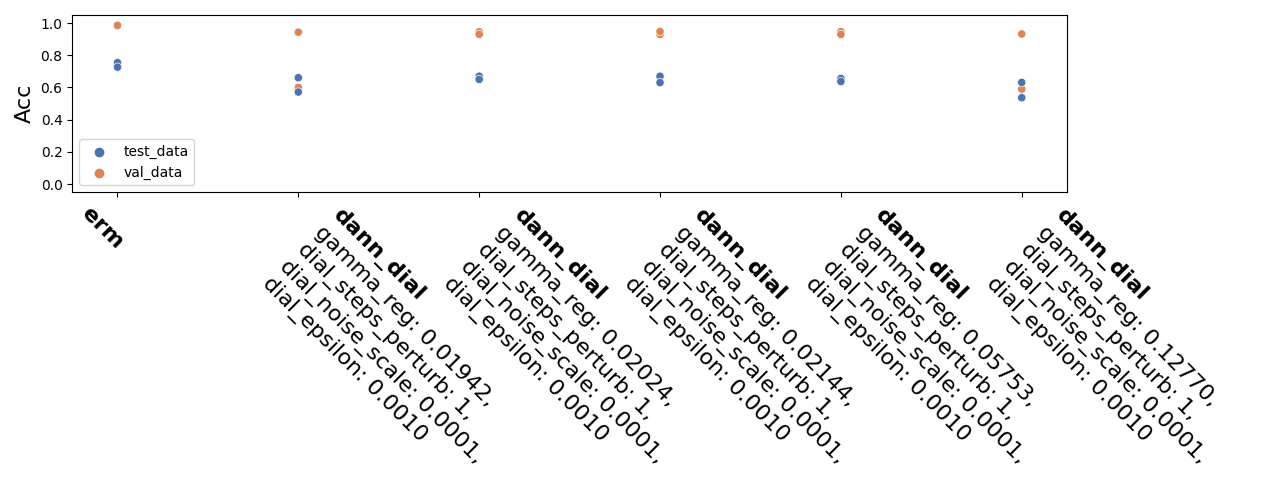 1.0
0.8
0.6
0.4
0.2
0.0
Acc
test_data
val_data
erm
dann_dial
gamma_reg: 0.01942,
dial_steps_perturb: 1,
dial_noise_scale: 0.0001,
dial_epsilon: 0.0010
dann_dial
gamma_reg: 0.02024,
dial_steps_perturb: 1,
dial_noise_scale: 0.0001,
dial_epsilon: 0.0010
dann_dial
gamma_reg: 0.02144,
dial_steps_perturb: 1,
dial_noise_scale: 0.0001,
dial_epsilon: 0.0010
dann_dial
gamma_reg: 0.05753,
dial_steps_perturb: 1,
dial_noise_scale: 0.0001,
dial_epsilon: 0.0010
dann_dial
gamma_reg: 0.12770,
dial_steps_perturb: 1,
dial_noise_scale: 0.0001,
dial_epsilon: 0.0010